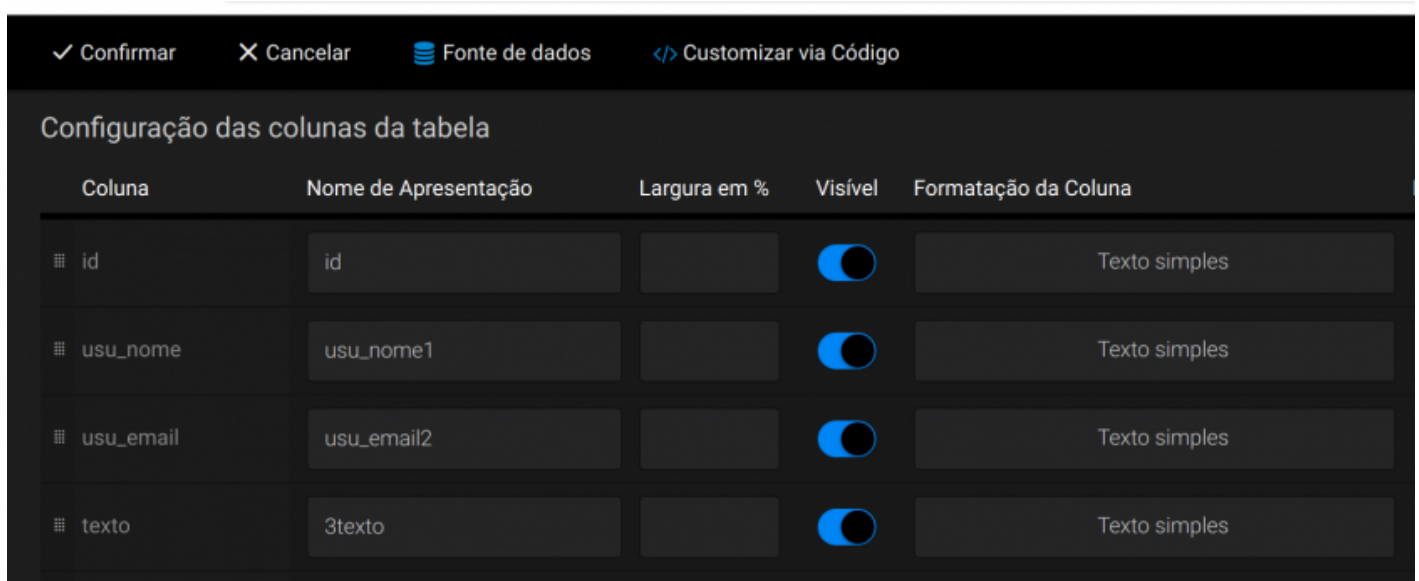 Confirmar Cancelar Fonte de dados </> Customizar via Código
Configuração das colunas da tabela
Coluna Nome de Apresentação Largura em % Visível Formatação da Coluna
id id Texto simples
usu_nome usu_nome1 Texto simples
usu_email usu_email2 Texto simples
texto 3texto Texto simples